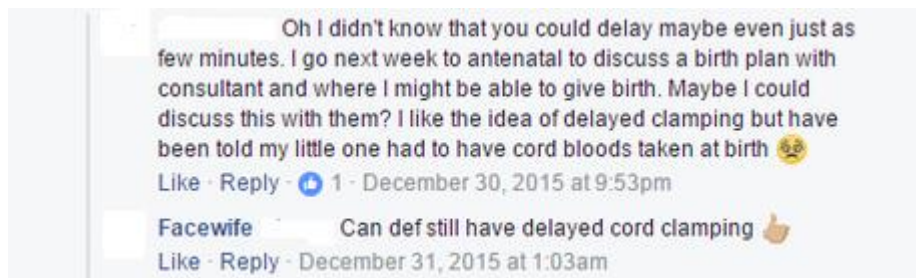 Oh I didn't know that you could delay maybe even just as
few minutes. I go next week to antenatal to discuss a birth plan with
consultant and where I might be able to give birth. Maybe I could
discuss this with them? I like the idea of delayed clamping but have
been told my little one had to have cord bloods taken at birth 😢
Like · Reply · 1 · December 30, 2015 at 9:53pm
Facewife Can def still have delayed cord clamping 👍🏼
Like · Reply · December 31, 2015 at 1:03am